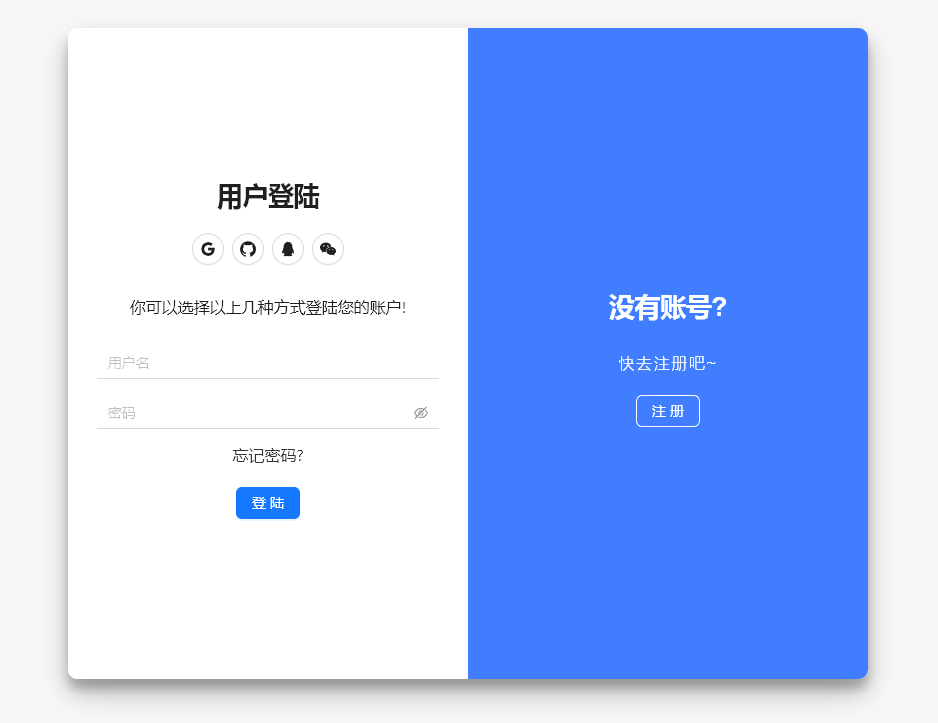 用户登陆
你可以选择以上几种方式登陆您的账户!
用户名
密码
忘记密码?
登 陆
没有账号?
快去注册吧~
注 册